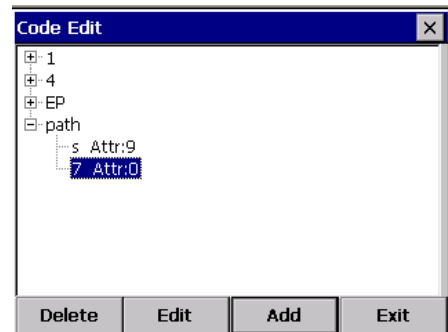 Code Edit
1
4
EP
path
s Attr:9
7 Attr:0
Delete Edit Add Exit